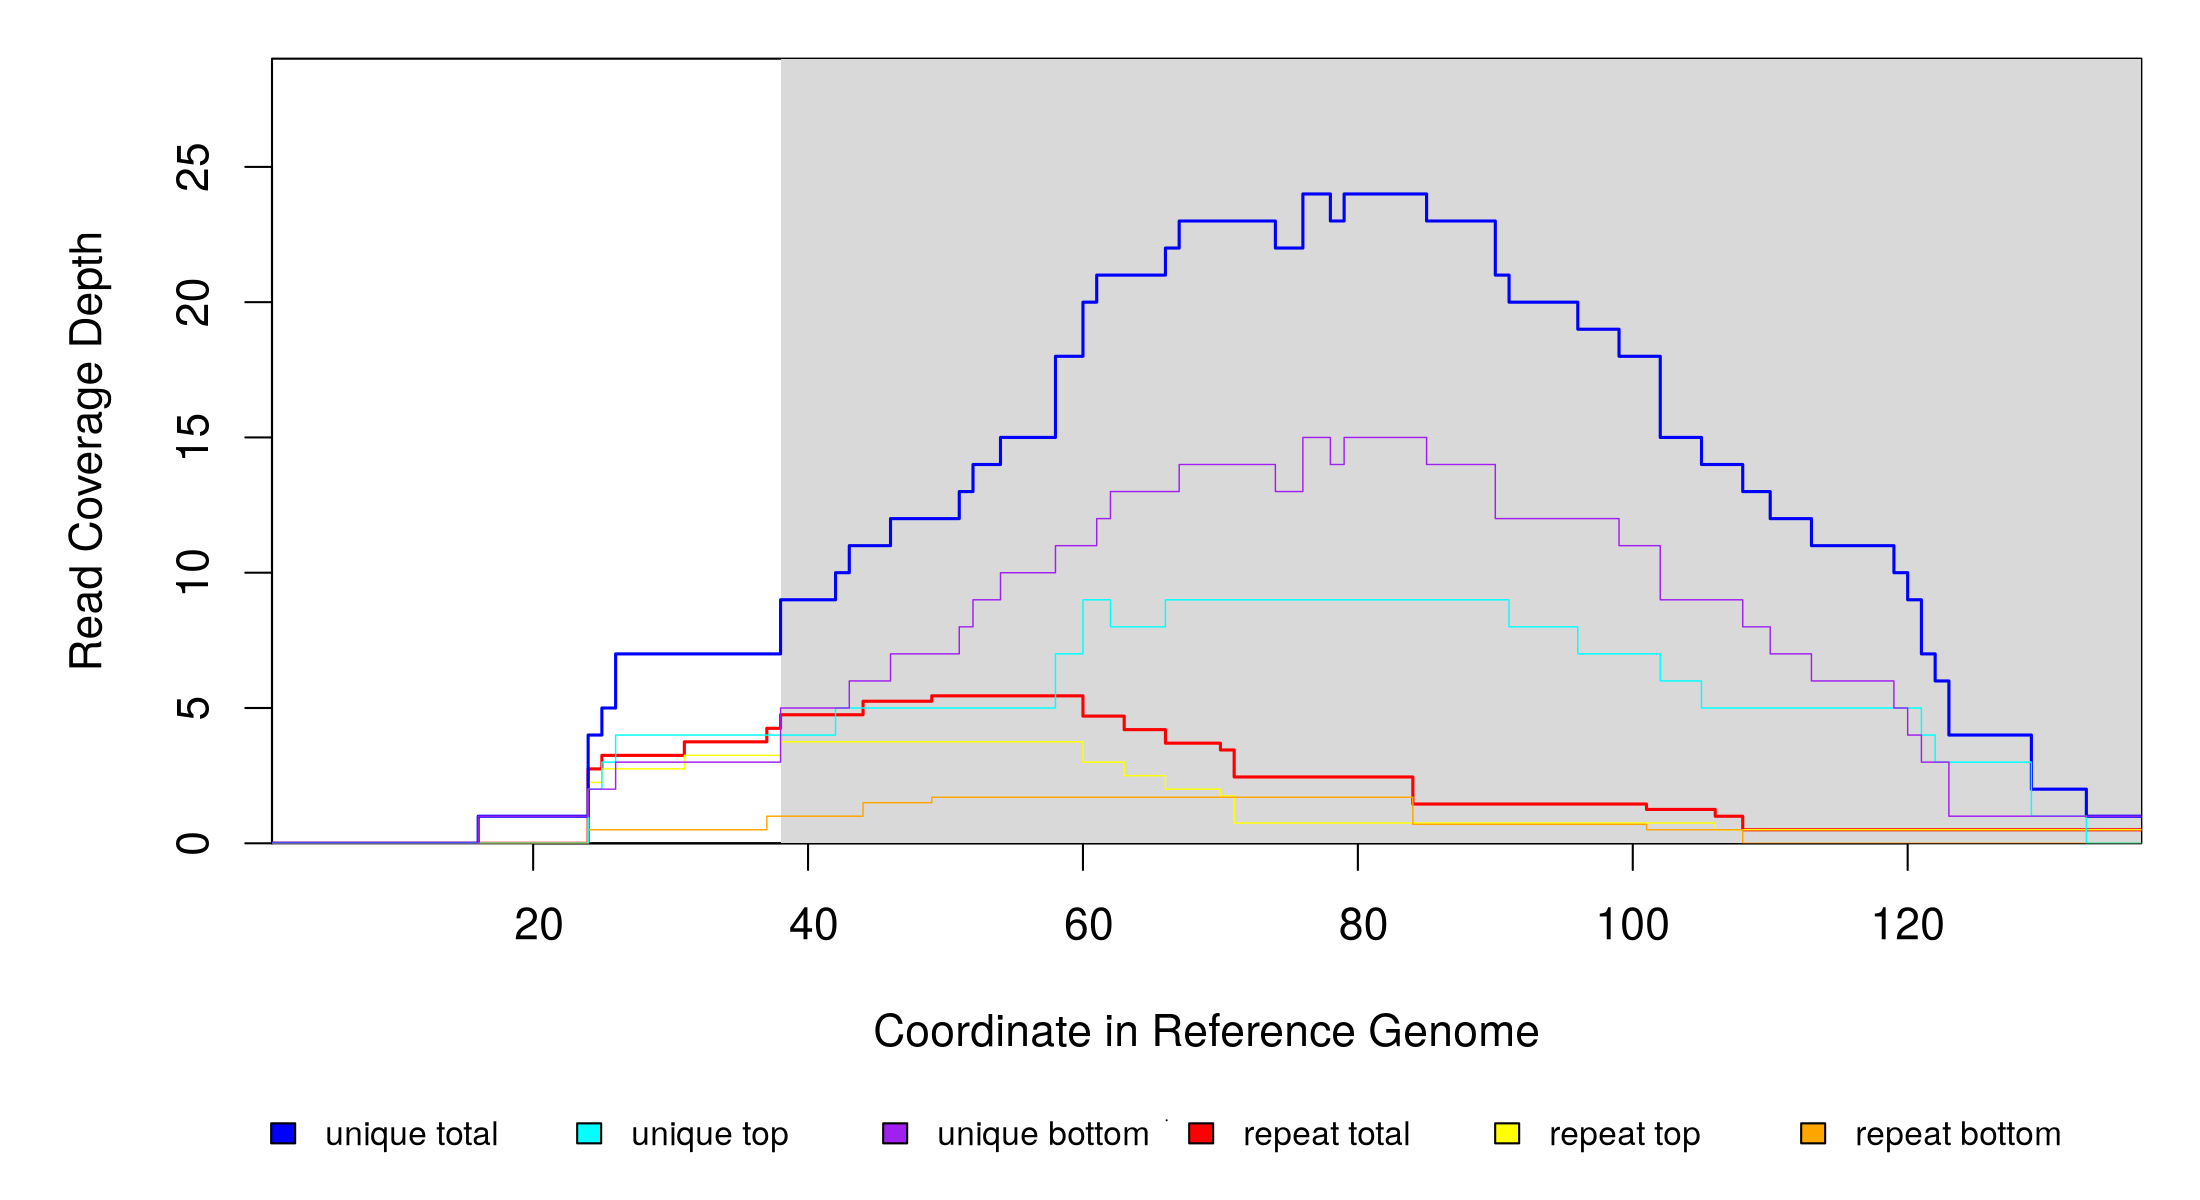 Read Coverage Depth
25
20
15
10
5
0
20 40 60 80 100 120
Coordinate in Reference Genome
unique total unique top unique bottom repeat total repeat top repeat bottom